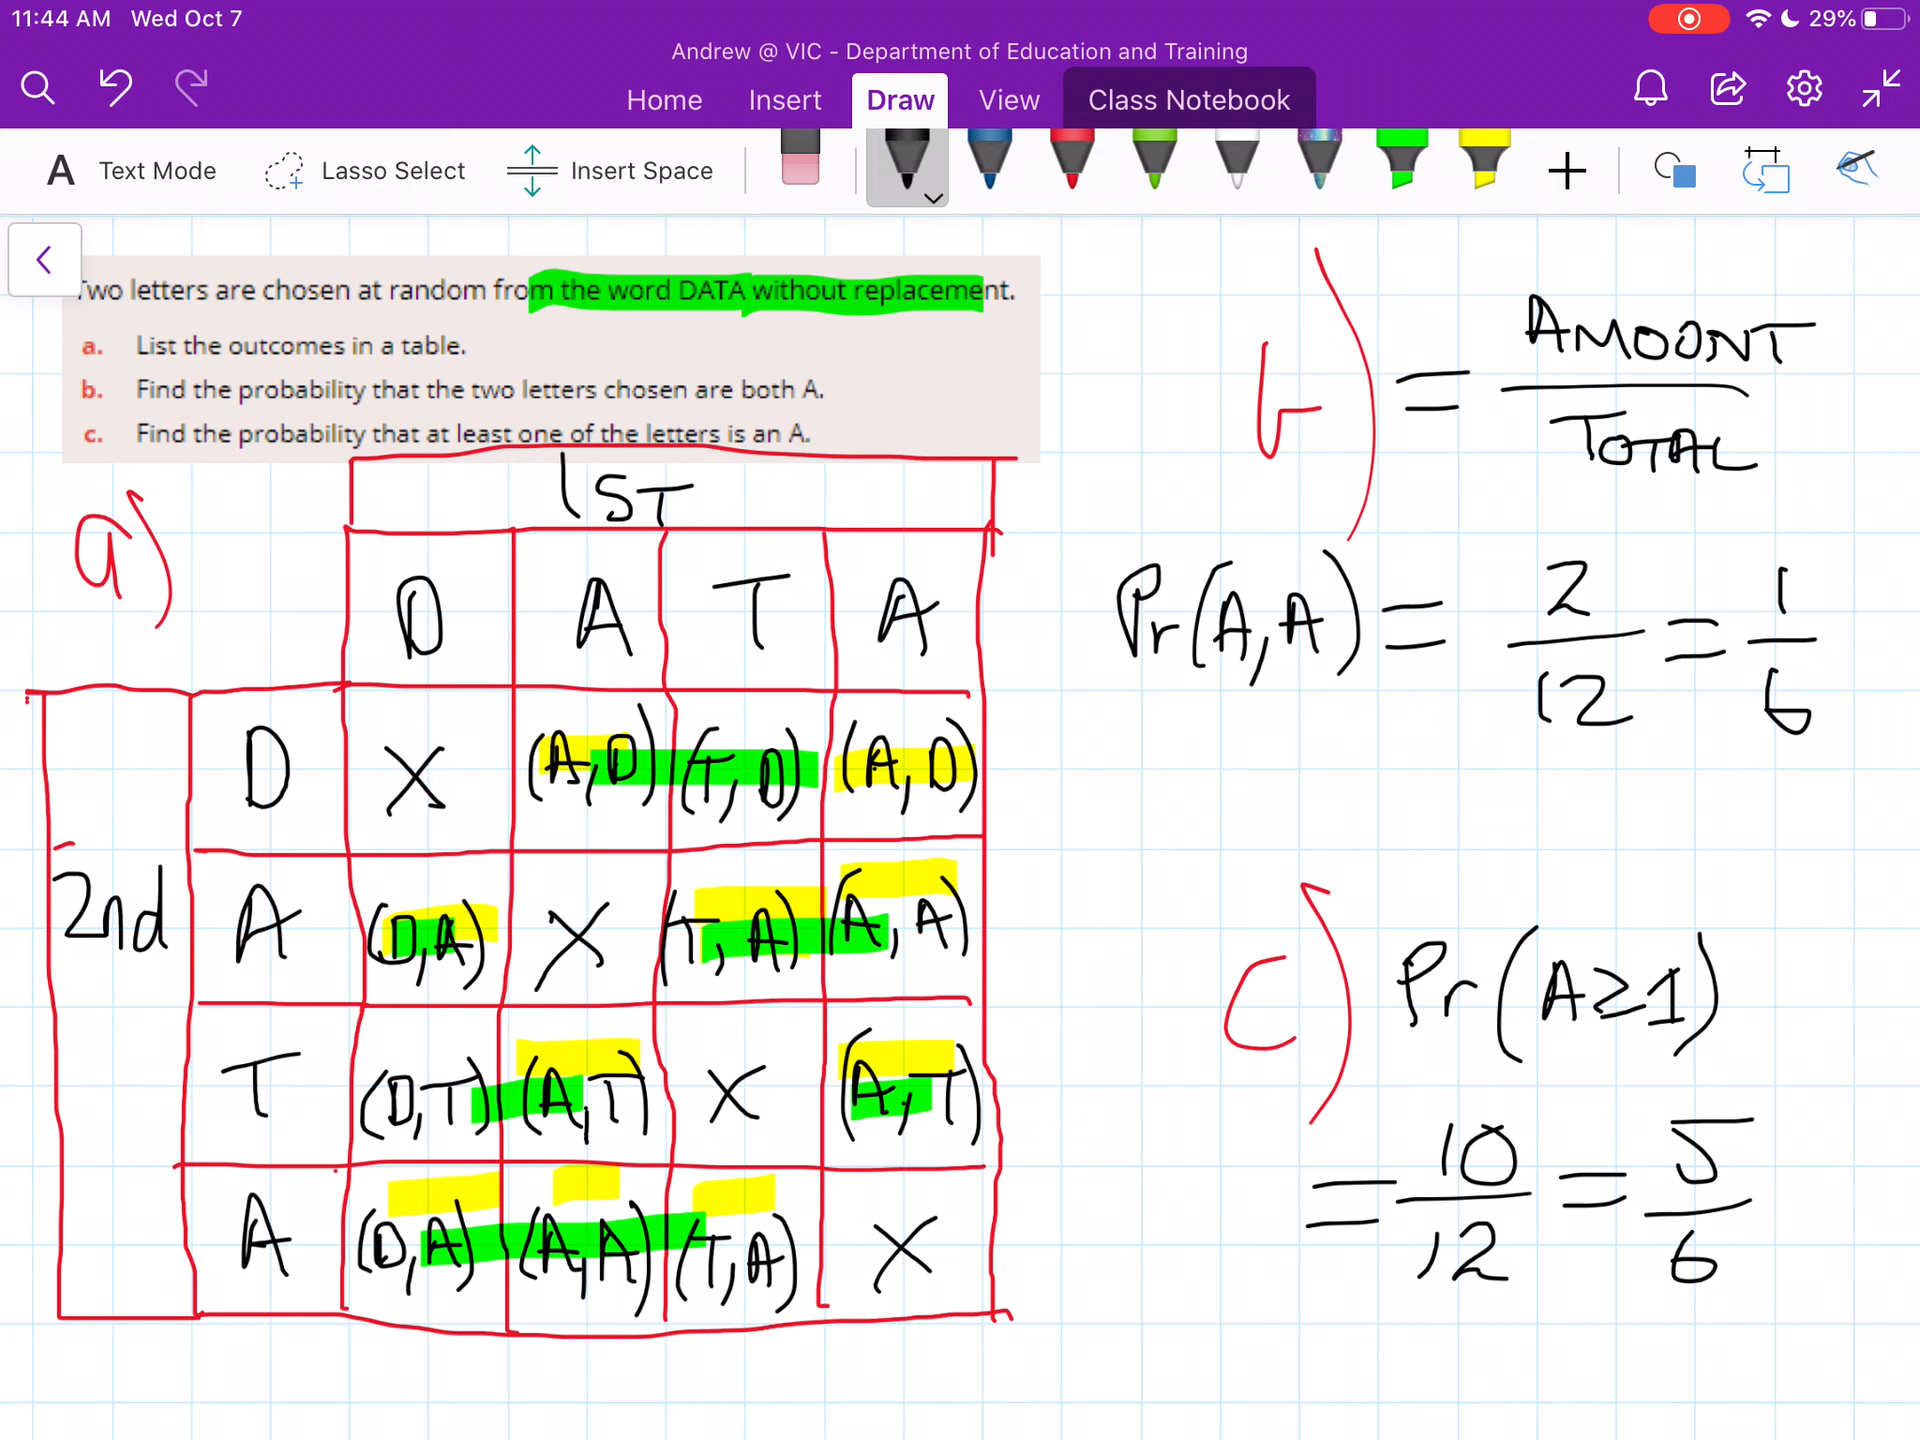 11:44 AM Wed Oct 7
29%
Andrew @ VIC - Department of Education and Training
Home Insert Draw View Class Notebook
A Text Mode Lasso Select Insert Space
Two letters are chosen at random from the word DATA without replacement.
a. List the outcomes in a table.
b. Find the probability that the two letters chosen are both A.
c. Find the probability that at least one of the letters is an A.
a)
1ST
D A T A
2nd
D X (A,D) (T,D) (A,D)
A (D,A) X (T,A) (A,A)
T (D,T) (A,T) X (A,T)
A (D,A) (A,A) (T,A) X
b) = AMOONT
TOTAL
Pr(A,A) = 2/12 = 1/6
c) Pr(A≥1)
= 10/12 = 5/6